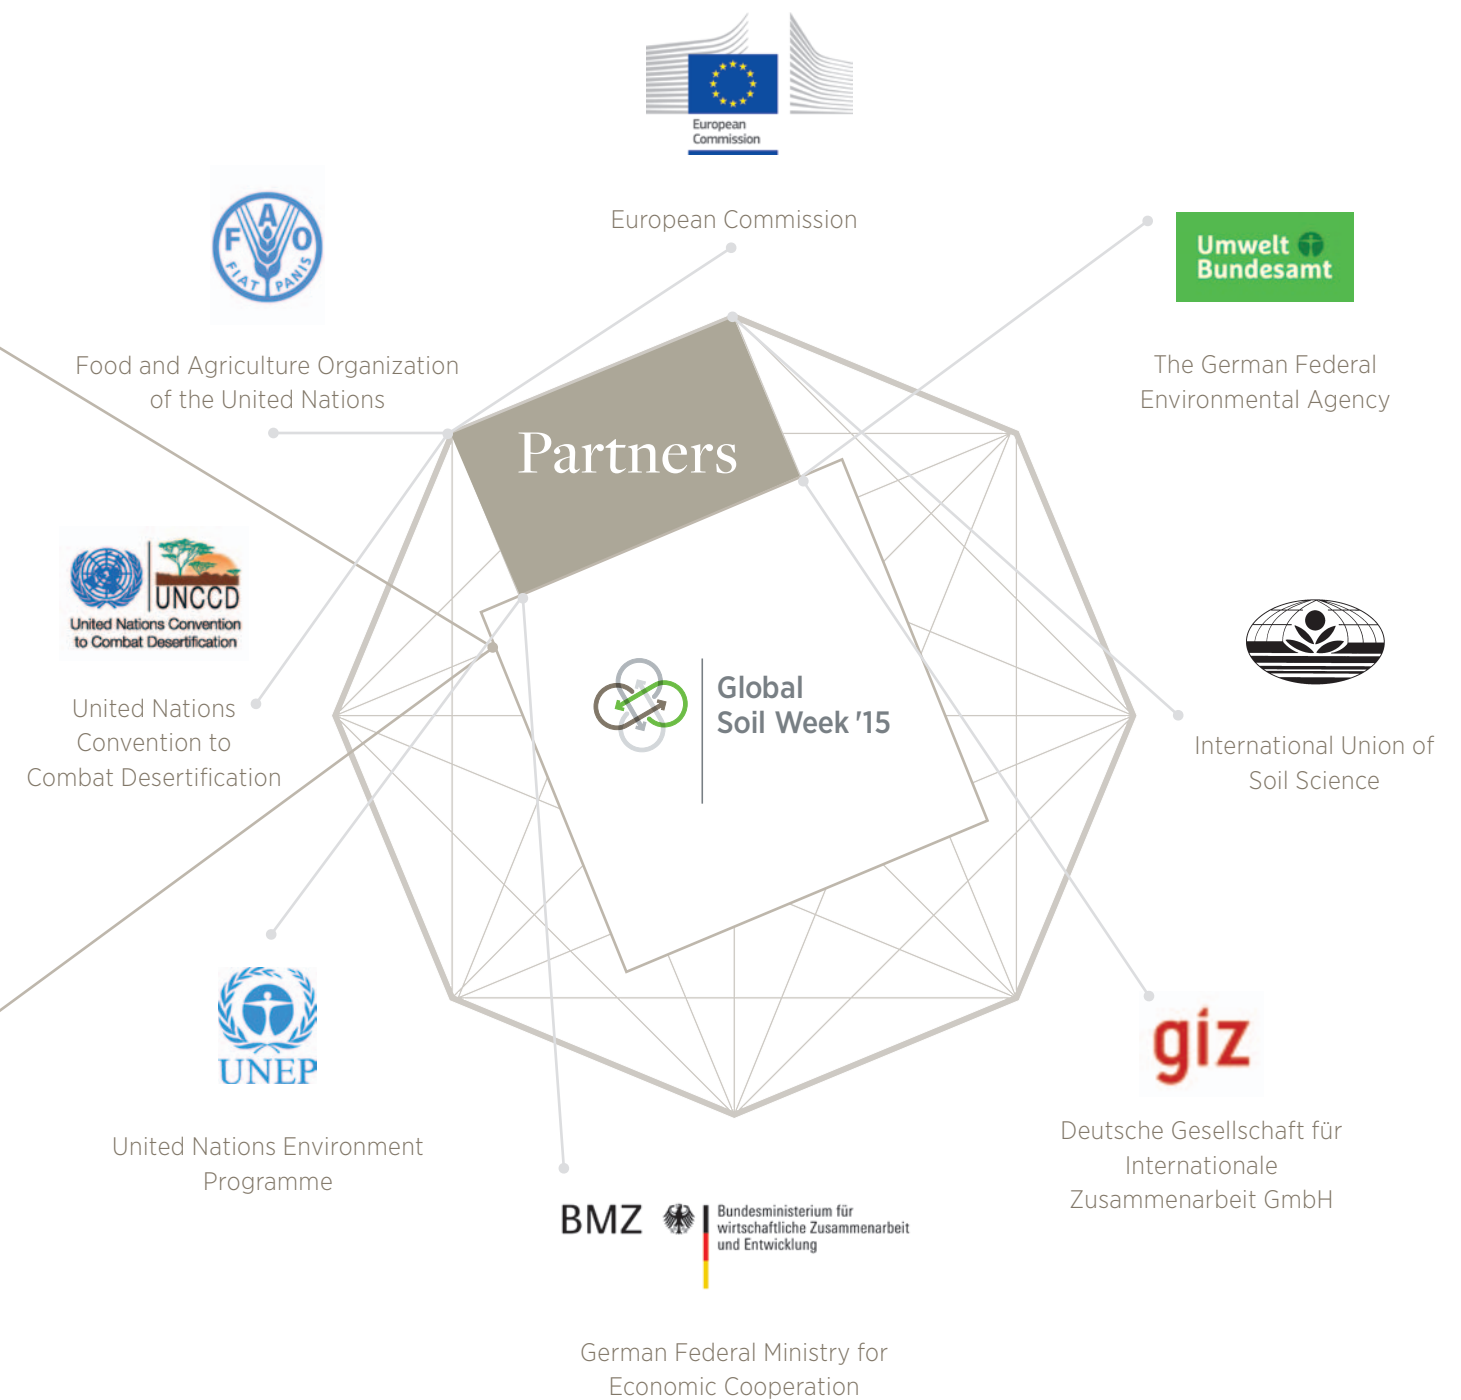 European
Commission
European Commission
FAO
FIAT PANIS
Food and Agriculture Organization
of the United Nations
Umwelt
Bundesamt
The German Federal
Environmental Agency
Partners
UNCCD
United Nations Convention
to Combat Desertification
United Nations
Convention to
Combat Desertification
Global
Soil Week '15
International Union of
Soil Science
UNEP
United Nations Environment
Programme
giz
Deutsche Gesellschaft für
Internationale
Zusammenarbeit GmbH
BMZ
Bundesministerium für
wirtschaftliche Zusammenarbeit
und Entwicklung
German Federal Ministry for
Economic Cooperation